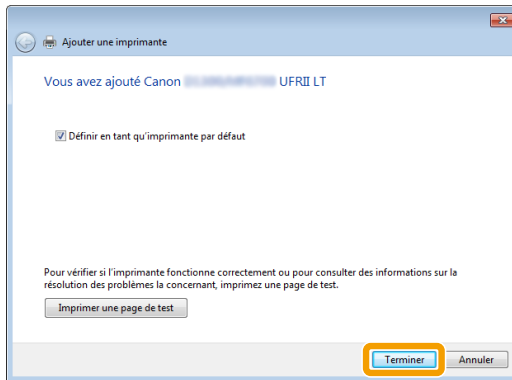 Ajouter une imprimante
Vous avez ajouté Canon UFRII LT
Définir en tant qu'imprimante par défaut
Pour vérifier si l'imprimante fonctionne correctement ou pour consulter des informations sur la
résolution des problèmes la concernant, imprimez une page de test.
Imprimer une page de test
Terminer Annuler